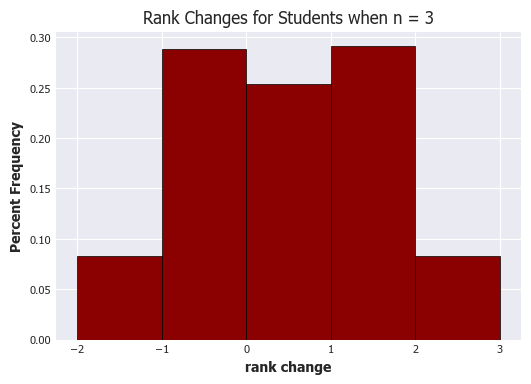 Rank Changes for Students when n = 3
0.30
0.25
0.20
0.15
0.10
0.05
0.00
Percent Frequency
−2 −1 0 1 2 3
rank change